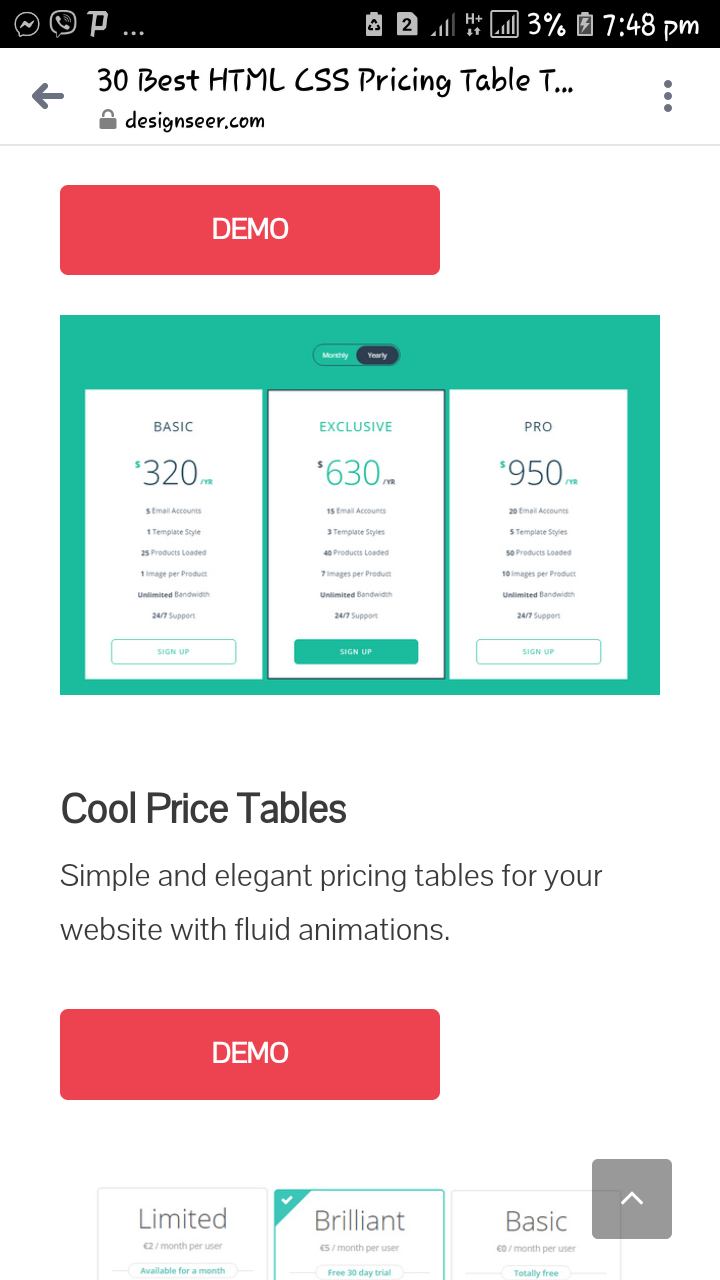 2 H+ 3% 7:48 pm
30 Best HTML CSS Pricing Table T...
designseer.com
DEMO
Monthly Yearly
BASIC
$320/YR
5 Email Accounts
1 Template Style
25 Products Loaded
1 Image per Product
Unlimited Bandwidth
24/7 Support
SIGN UP
EXCLUSIVE
$630/YR
15 Email Accounts
3 Template Styles
40 Products Loaded
7 Images per Product
Unlimited Bandwidth
24/7 Support
SIGN UP
PRO
$950/YR
20 Email Accounts
5 Template Styles
50 Products Loaded
10 Images per Product
Unlimited Bandwidth
24/7 Support
SIGN UP
Cool Price Tables
Simple and elegant pricing tables for your
website with fluid animations.
DEMO
Limited
€2 / month per user
Available for a month
Brilliant
€5 / month per user
Free 30 day trial
Basic
€0 / month per user
Totally free